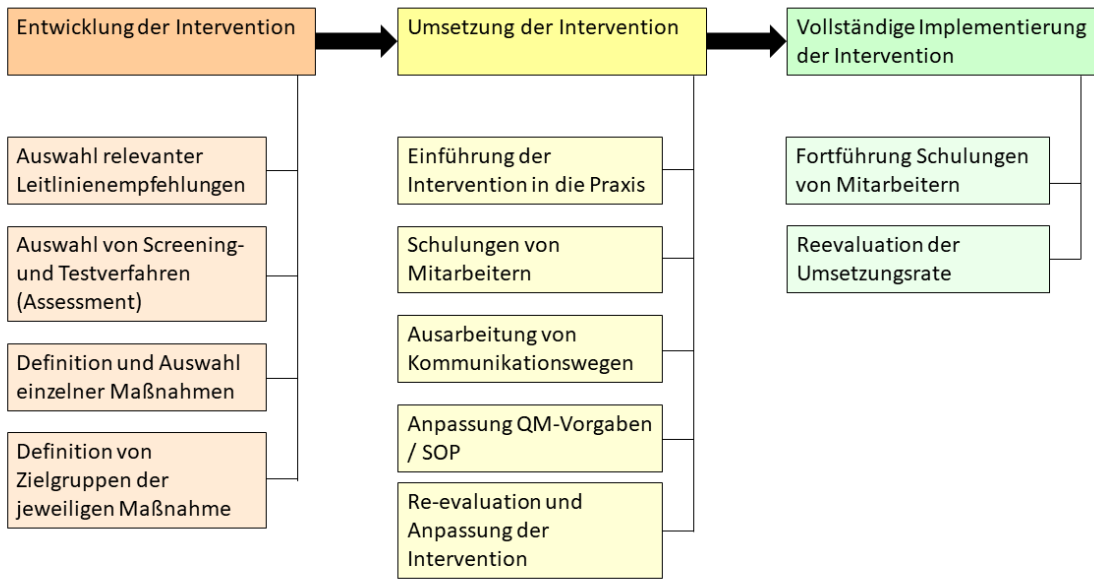 Entwicklung der Intervention
Auswahl relevanter
Leitlinienempfehlungen
Auswahl von Screening-
und Testverfahren
(Assessment)
Definition und Auswahl
einzelner Maßnahmen
Definition von
Zielgruppen der
jeweiligen Maßnahme
Umsetzung der Intervention
Einführung der
Intervention in die Praxis
Schulungen von
Mitarbeitern
Ausarbeitung von
Kommunikationswegen
Anpassung QM-Vorgaben
/ SOP
Re-evaluation und
Anpassung der
Intervention
Vollständige Implementierung
der Intervention
Fortführung Schulungen
von Mitarbeitern
Reevaluation der
Umsetzungsrate